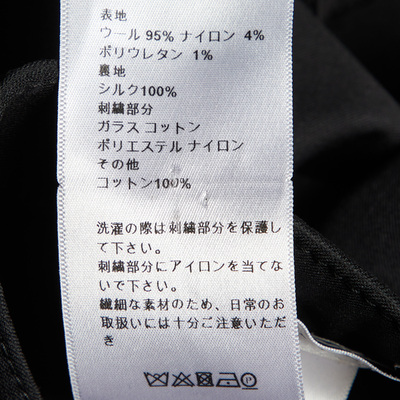 表地
ウール 95% ナイロン 4%
ポリウレタン 1%
裏地
シルク100%
刺繍部分
ガラス コットン
ポリエステル ナイロン
その他
コットン100%
洗濯の際は刺繍部分を保護し
て下さい。
刺繍部分にアイロンを当てな
いで下さい。
繊細な素材のため、日常のお
取扱いには十分ご注意いただ
き